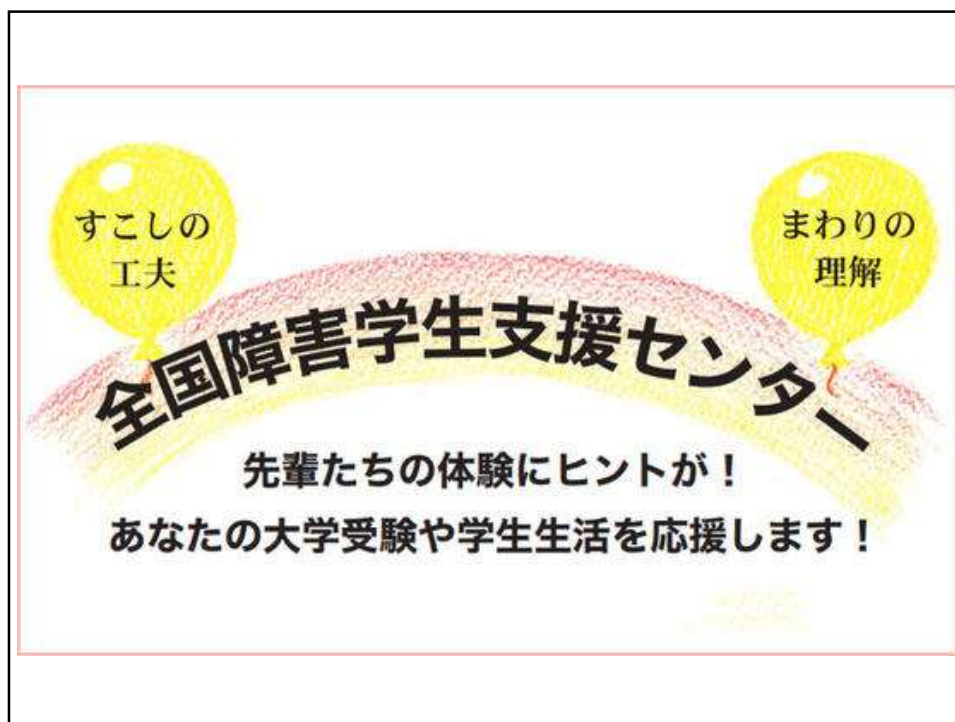 すこしの
工夫
まわりの
理解
全国障害学生支援センター
先輩たちの体験にヒントが！
あなたの大学受験や学生生活を応援します！